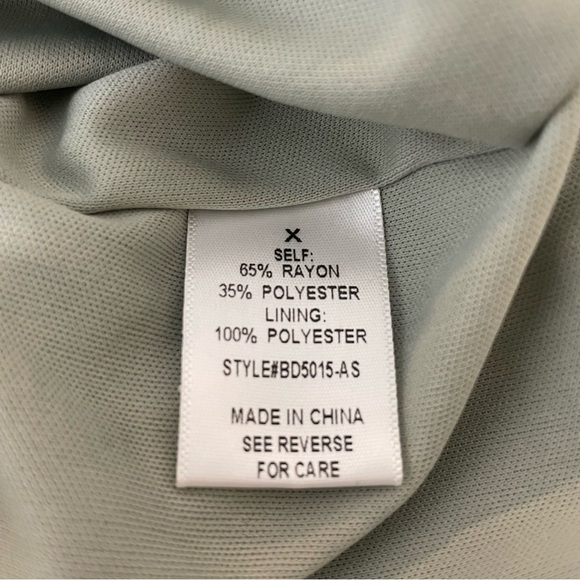 X
SELF:
65% RAYON
35% POLYESTER
LINING:
100% POLYESTER
STYLE#BD5015-AS
MADE IN CHINA
SEE REVERSE
FOR CARE